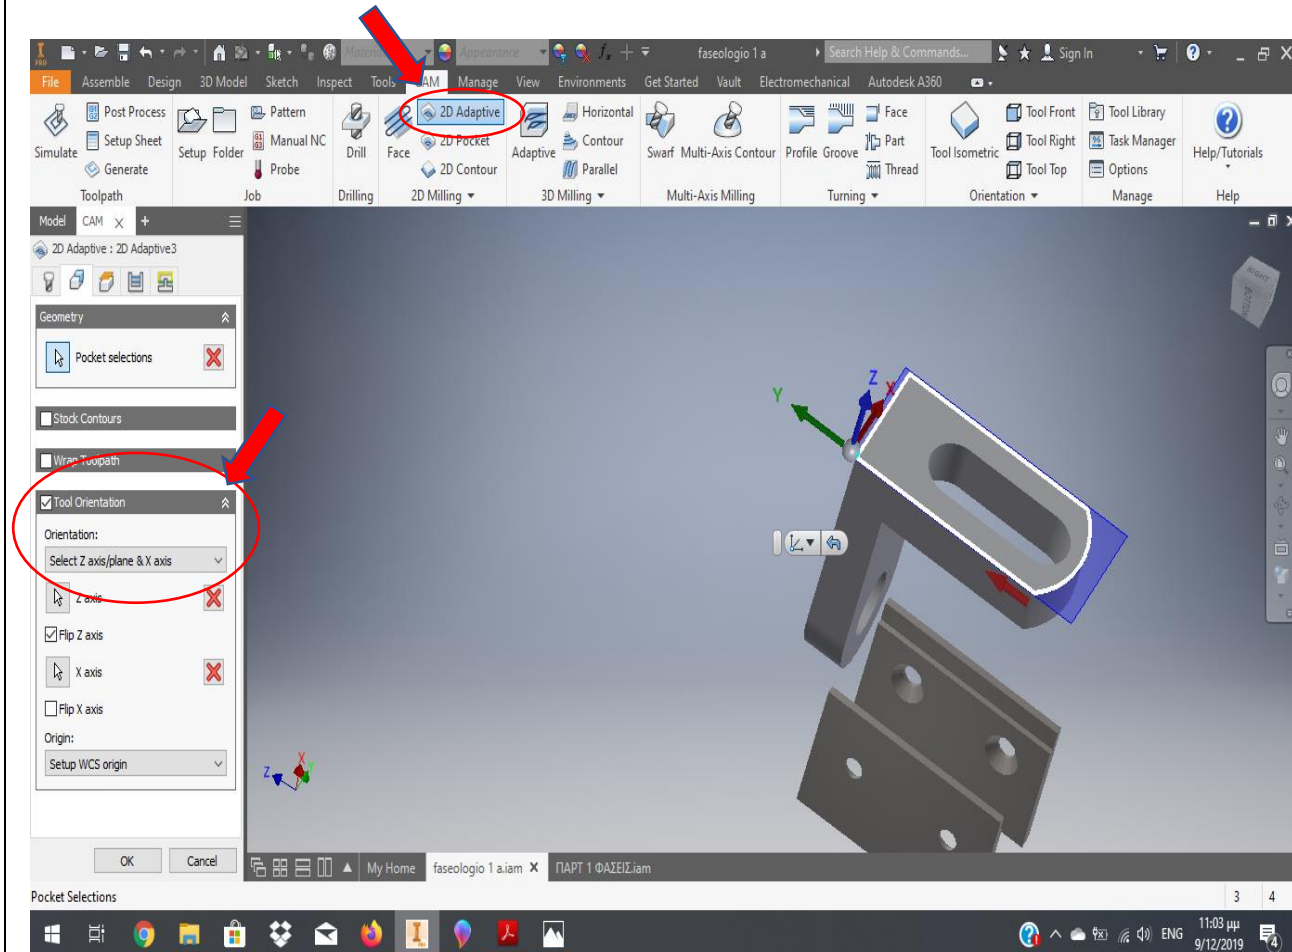 PRO
Appearance
faseologio 1 a
Search Help & Commands...
Sign In
File Assemble Design 3D Model Sketch Inspect Tools CAM Manage View Environments Get Started Vault Electromechanical Autodesk A360
Post Process
Setup Sheet
Generate
Simulate
Toolpath
Setup
Folder
Pattern
Manual NC
Probe
Job
Drill
Drilling
Face
2D Adaptive
2D Pocket
2D Contour
2D Milling
Adaptive
Horizontal
Contour
Parallel
3D Milling
Swarf
Multi-Axis Contour
Multi-Axis Milling
Profile
Groove
Face
Part
Thread
Turning
Tool Isometric
Tool Front
Tool Right
Tool Top
Orientation
Tool Library
Task Manager
Options
Manage
Help/Tutorials
Help
Model CAM X +
2D Adaptive : 2D Adaptive3
Geometry
Pocket selections
Stock Contours
Wrap Toolpath
Tool Orientation
Orientation:
Select Z axis/plane & X axis
Z axis
Flip Z axis
X axis
Flip X axis
Origin:
Setup WCS origin
OK Cancel
RIGHT
BOTTOM
Y
Z
X
X
Z
Y
My Home faseologio 1 a.iam X ΠΑΡΤ 1 ΦΑΣΕΙΣ.iam
Pocket Selections
3 4
ENG
11:03 μμ
9/12/2019
4